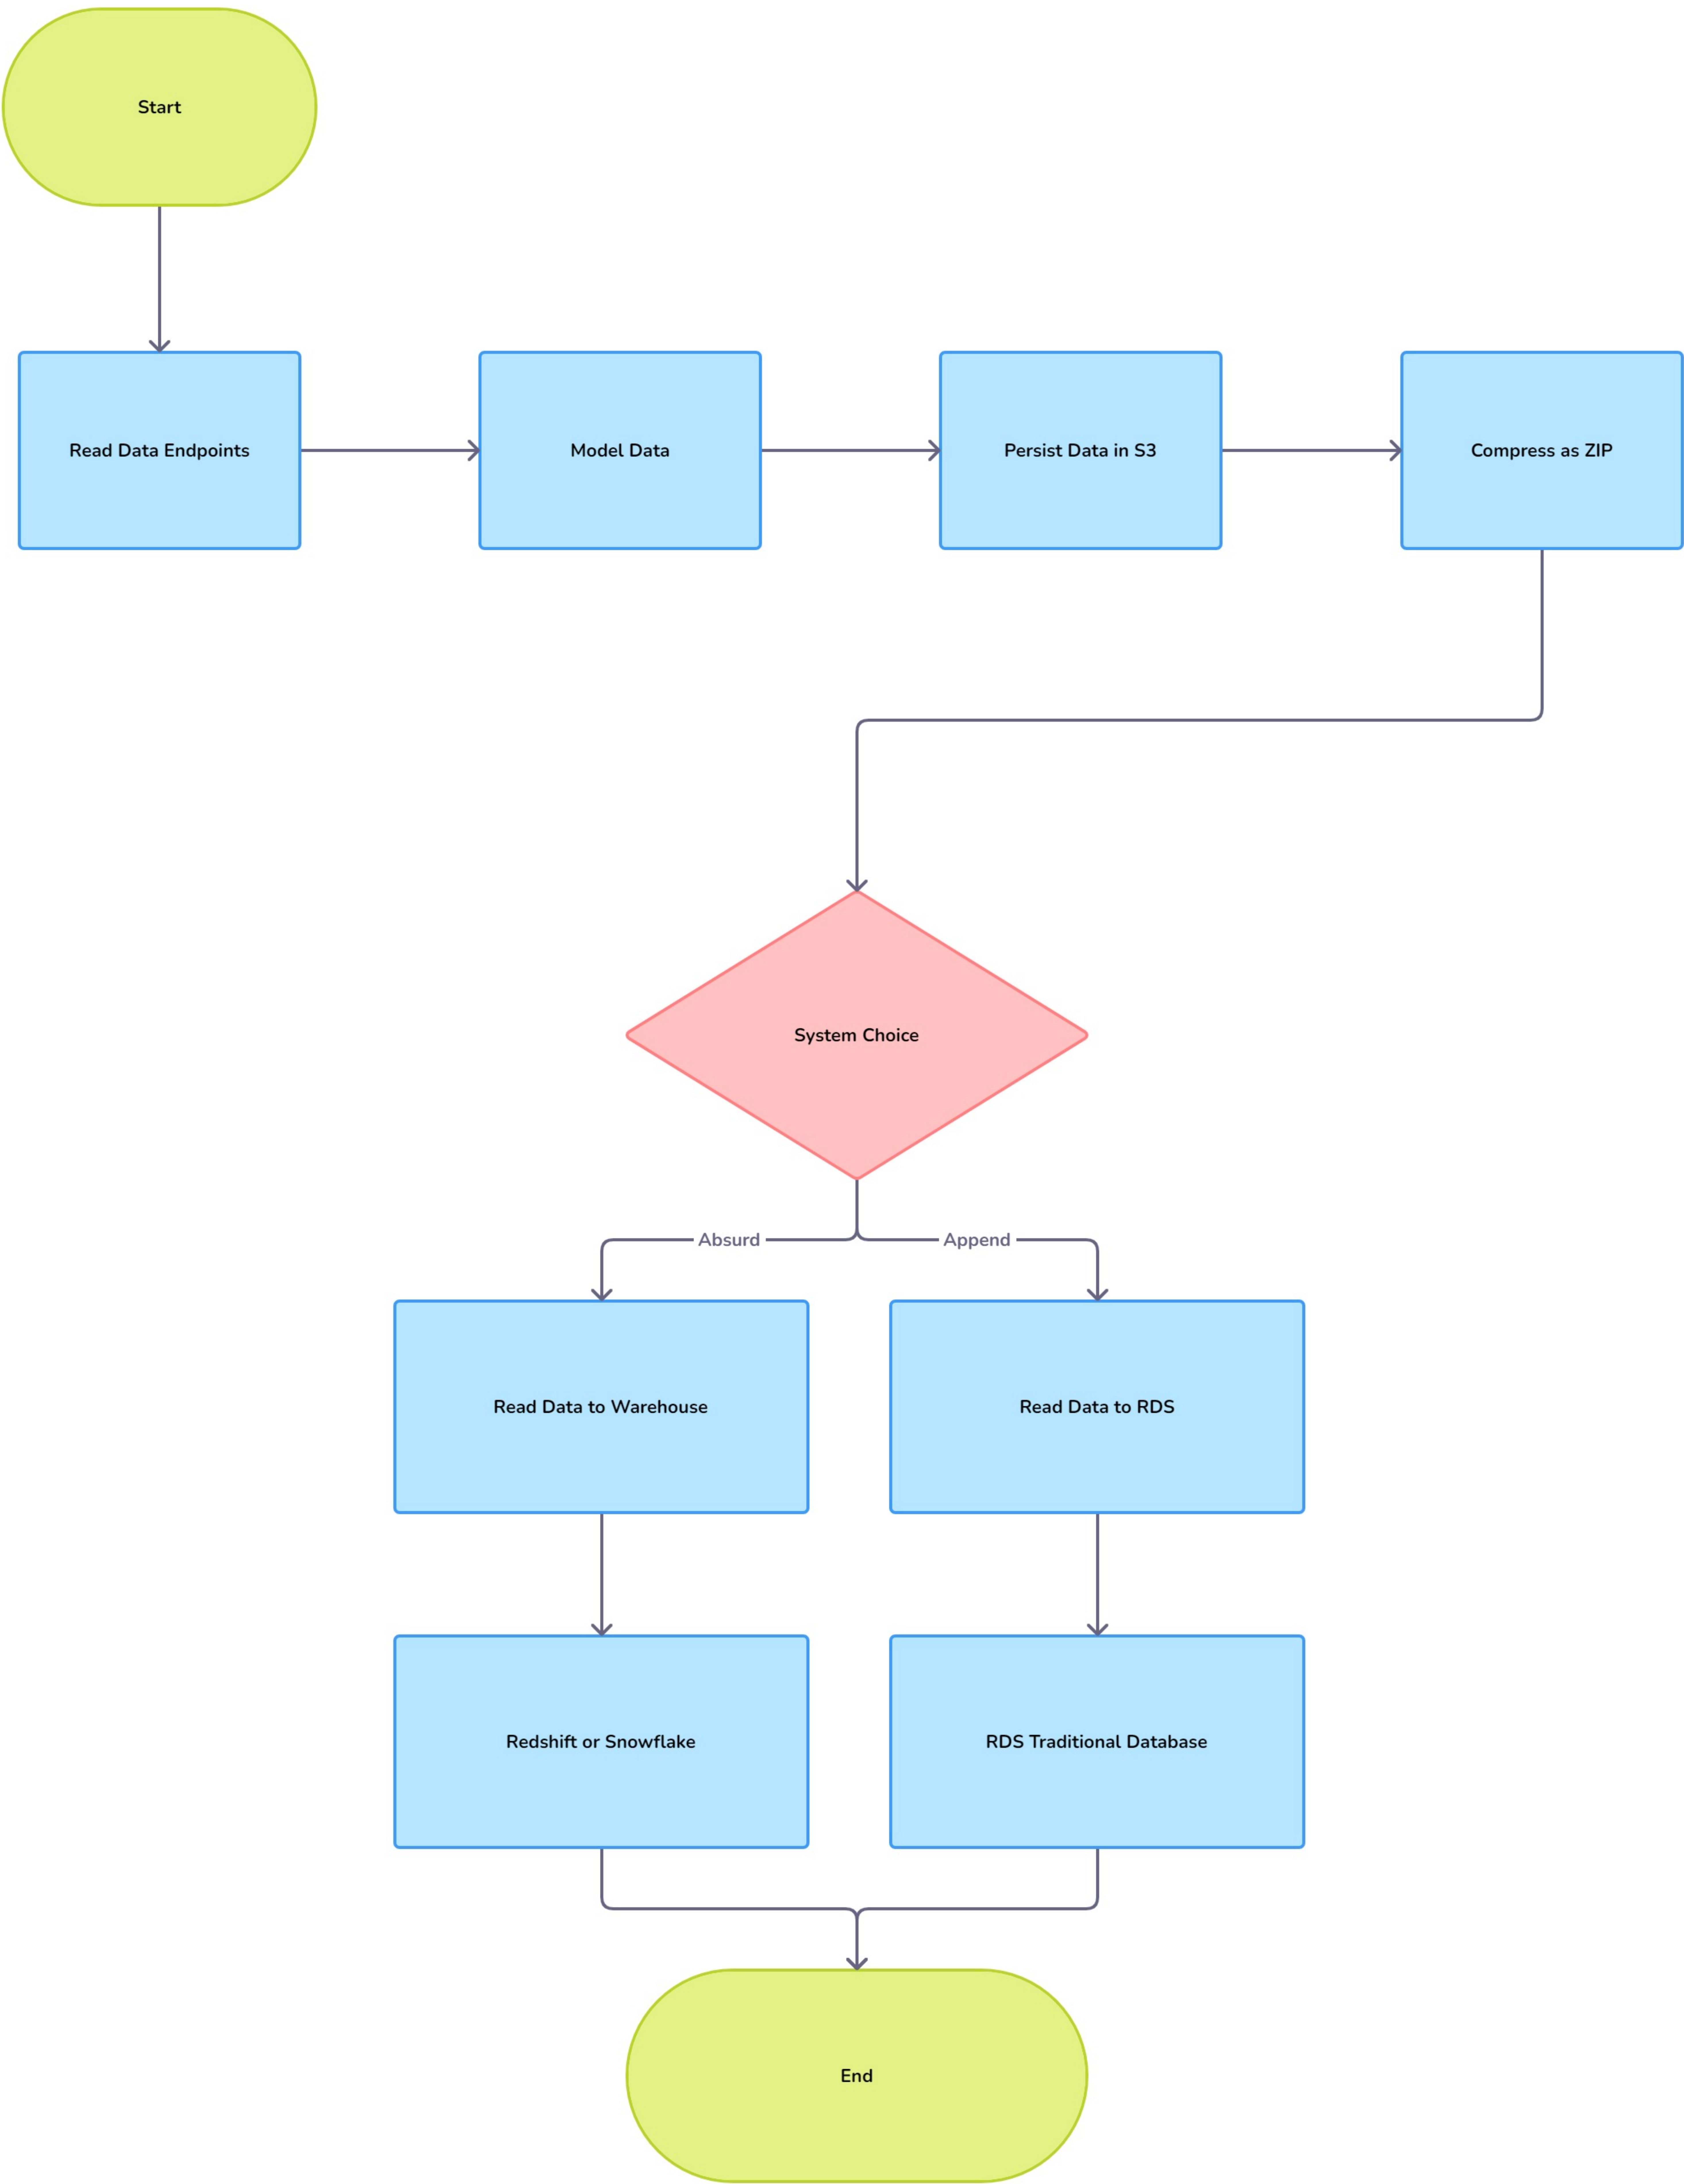 Start
Read Data Endpoints
Model Data
Persist Data in S3
Compress as ZIP
System Choice
Absurd
Append
Read Data to Warehouse
Read Data to RDS
Redshift or Snowflake
RDS Traditional Database
End